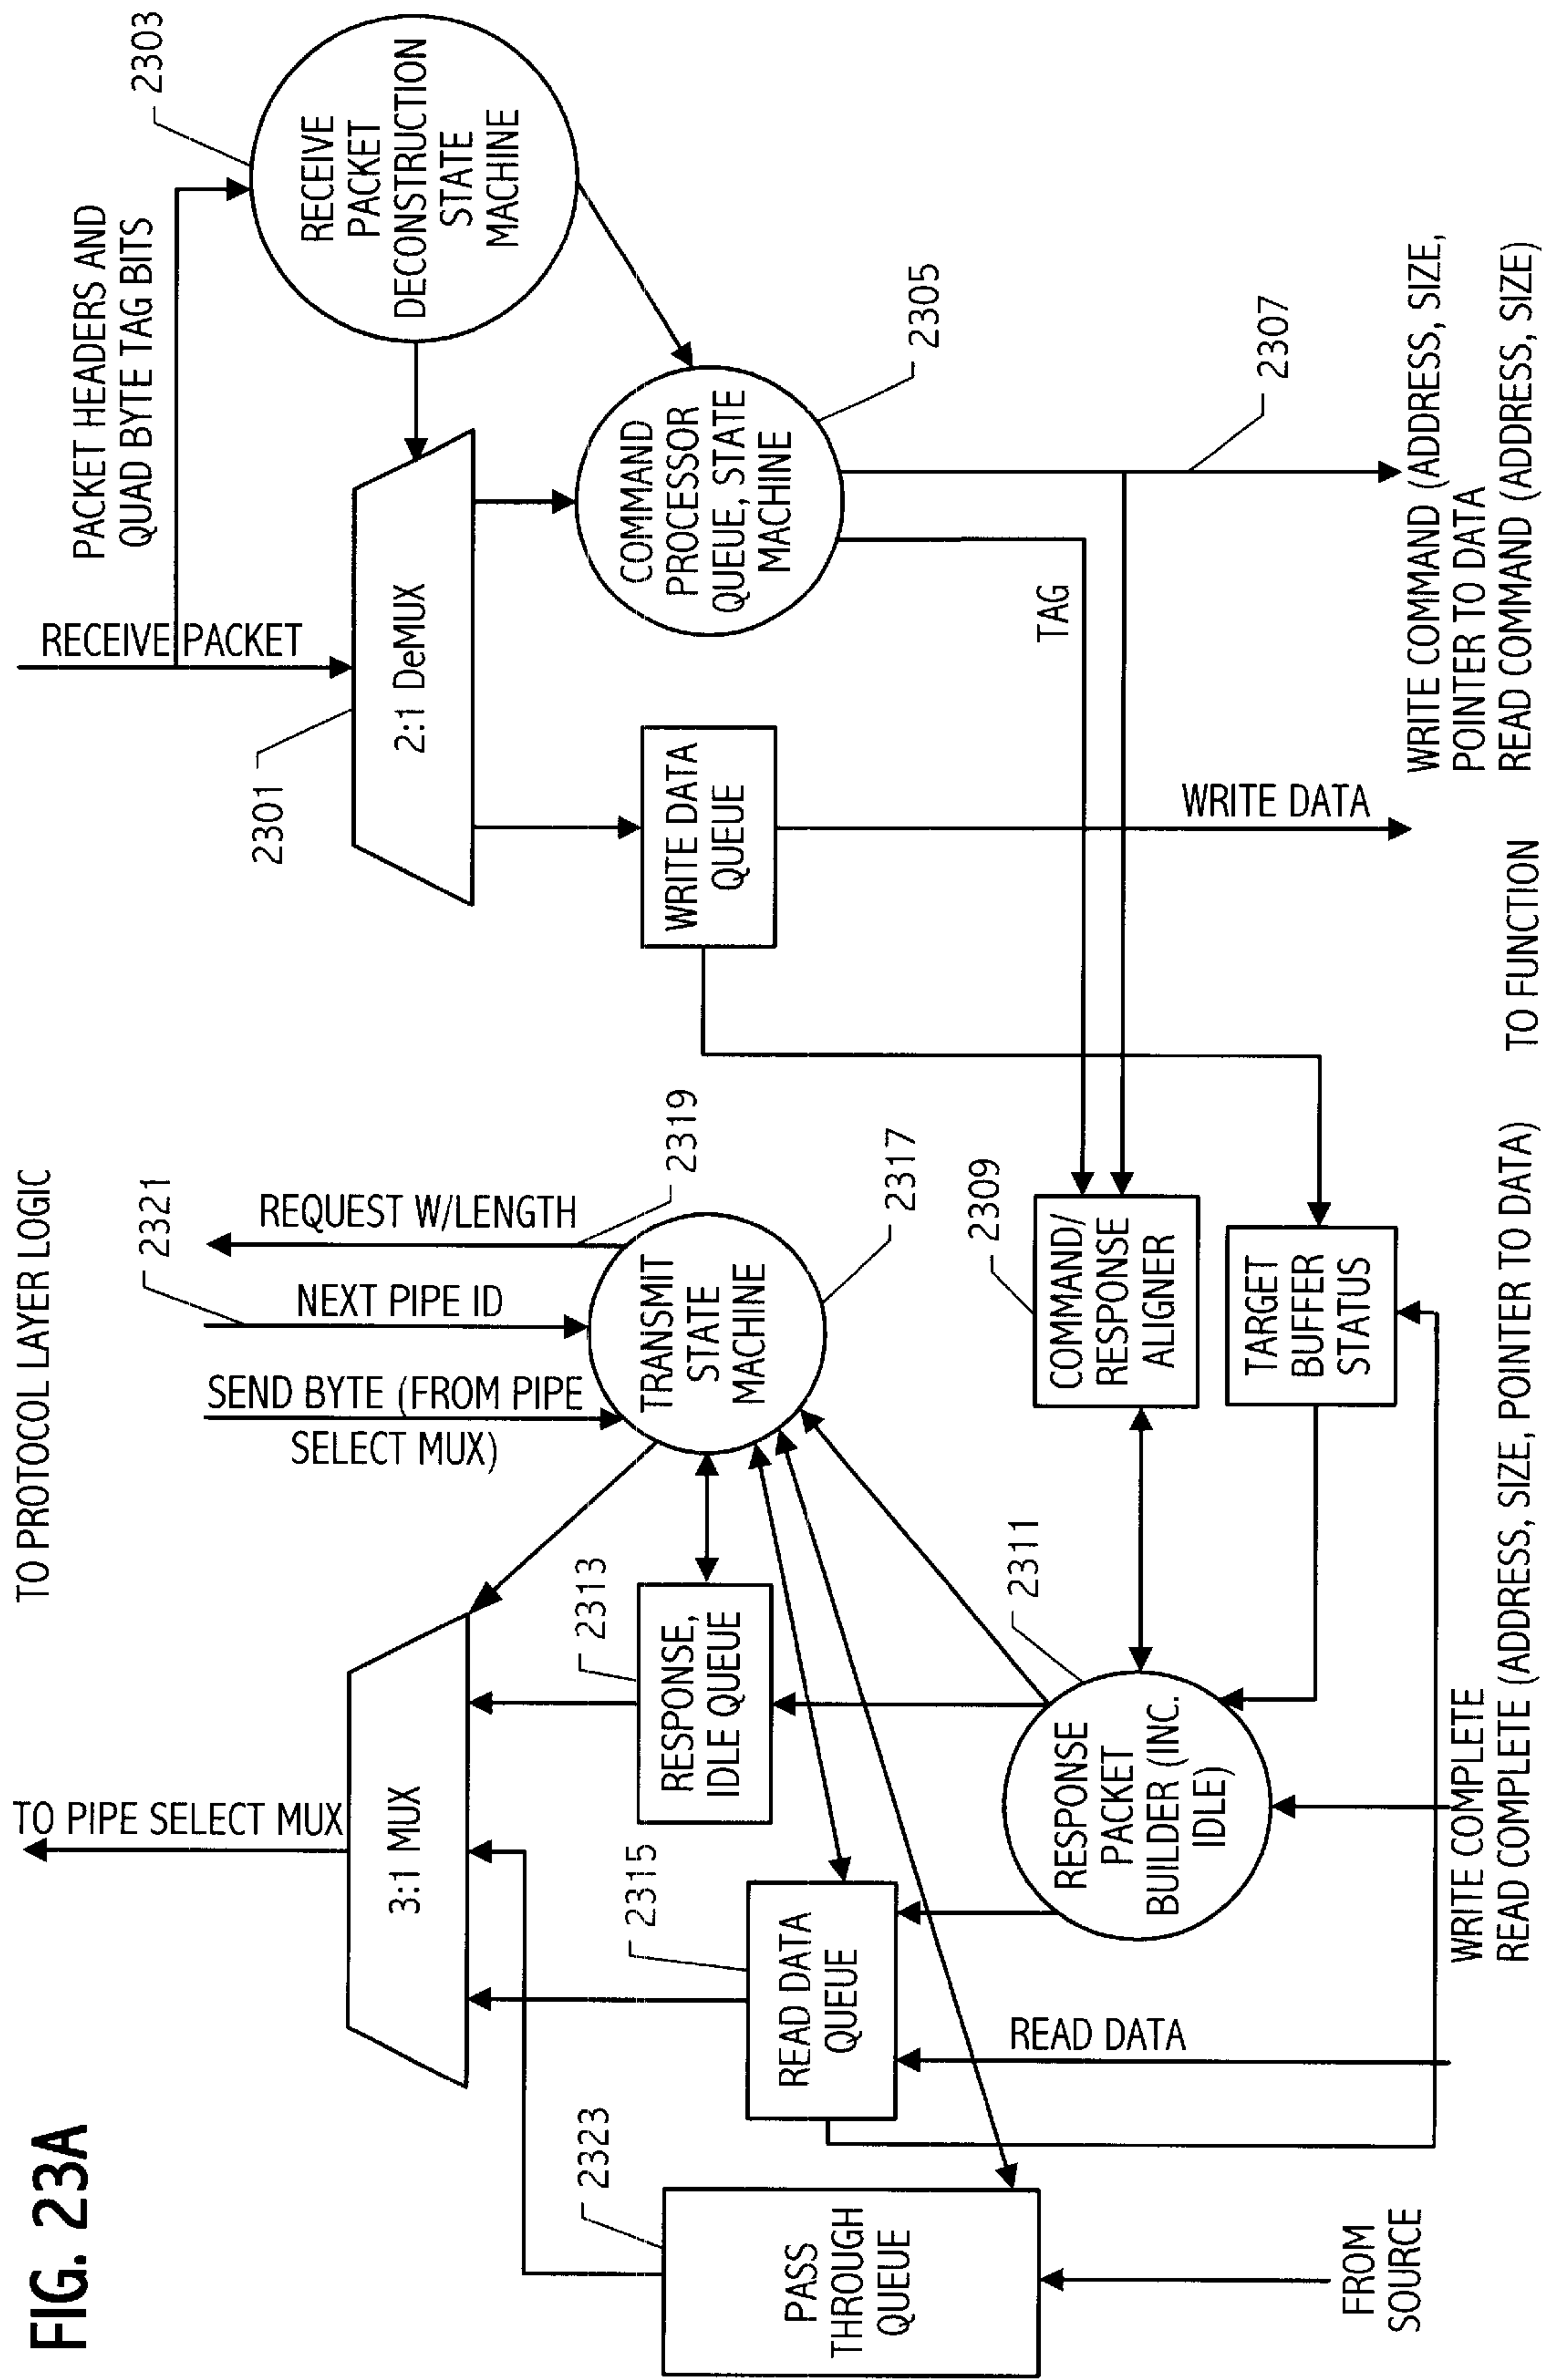 FIG. 23A
TO PROTOCOL LAYER LOGIC
TO PIPE SELECT MUX
3:1 MUX
2321
REQUEST W/LENGTH
NEXT PIPE ID
SEND BYTE (FROM PIPE
SELECT MUX)
2319
TRANSMIT
STATE
MACHINE
2317
2313
RESPONSE,
IDLE QUEUE
2315
READ DATA
QUEUE
2323
PASS
THROUGH
QUEUE
FROM
SOURCE
READ DATA
2311
RESPONSE
PACKET
BUILDER (INC.
IDLE)
2309
COMMAND/
RESPONSE
ALIGNER
TARGET
BUFFER
STATUS
WRITE COMPLETE
READ COMPLETE (ADDRESS, SIZE, POINTER TO DATA)
TO FUNCTION
RECEIVE PACKET
PACKET HEADERS AND
QUAD BYTE TAG BITS
2303
RECEIVE
PACKET
DECONSTRUCTION
STATE
MACHINE
2301
2:1 DeMUX
WRITE DATA
QUEUE
COMMAND
PROCESSOR
QUEUE, STATE
MACHINE
2305
TAG
2307
WRITE DATA
WRITE COMMAND (ADDRESS, SIZE,
POINTER TO DATA
READ COMMAND (ADDRESS, SIZE)